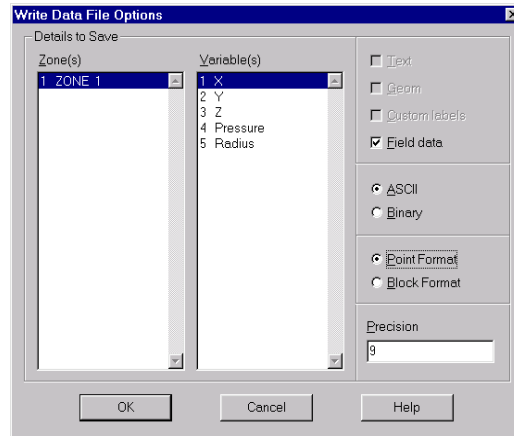 Write Data File Options
Details to Save
Zone(s)
1 ZONE 1
Variable(s)
1 X
2 Y
3 Z
4 Pressure
5 Radius
Text
Geom
Custom labels
Field data
ASCII
Binary
Point Format
Block Format
Precision
9
OK
Cancel
Help